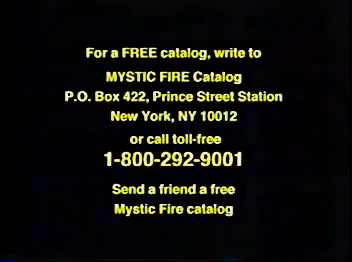 For a FREE catalog, write to
MYSTIC FIRE Catalog
P.O. Box 422, Prince Street Station
New York, NY 10012
or call toll-free
1-800-292-9001
Send a friend a free
Mystic Fire catalog